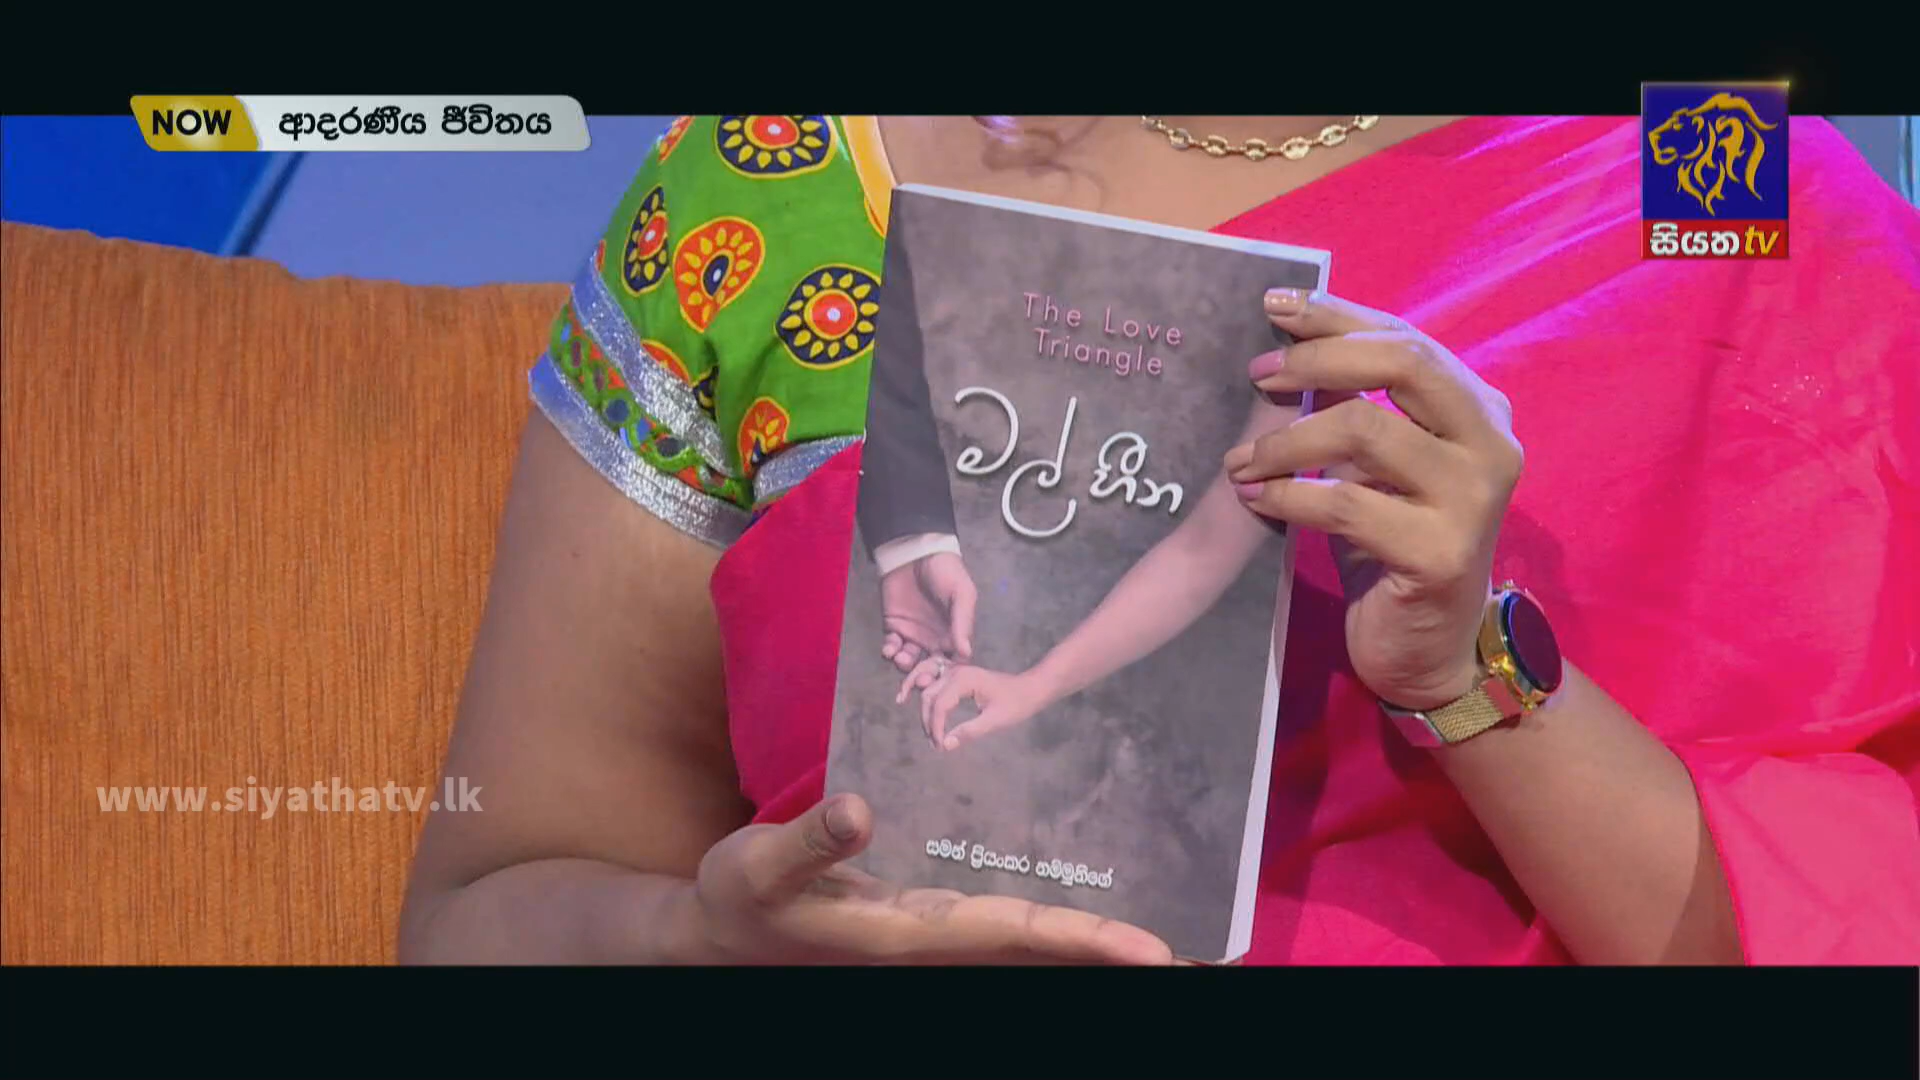 NOW ආදරණීය ජීවිතය
සියත tv
The Love
Triangle
මල් හීන
සමන් ප්‍රියංකර නම්මුනිගේ
www.siyathatv.lk